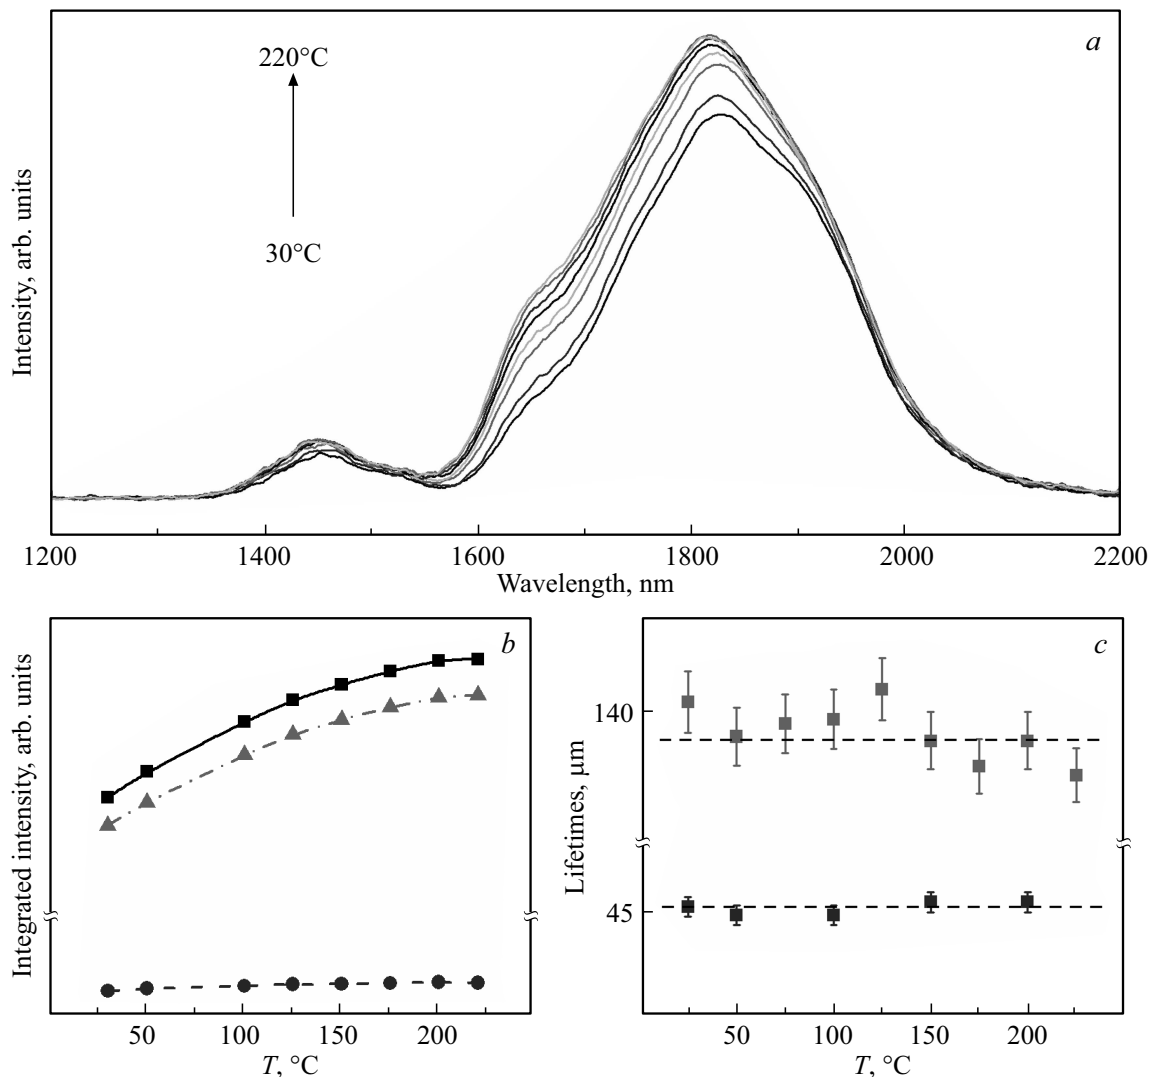 a
220°C
30°C
Intensity, arb. units
1200 1400 1600 1800 2000 2200
Wavelength, nm
b
Integrated intensity, arb. units
50 100 150 200
T, °C
c
Lifetimes, μm
140
45
50 100 150 200
T, °C